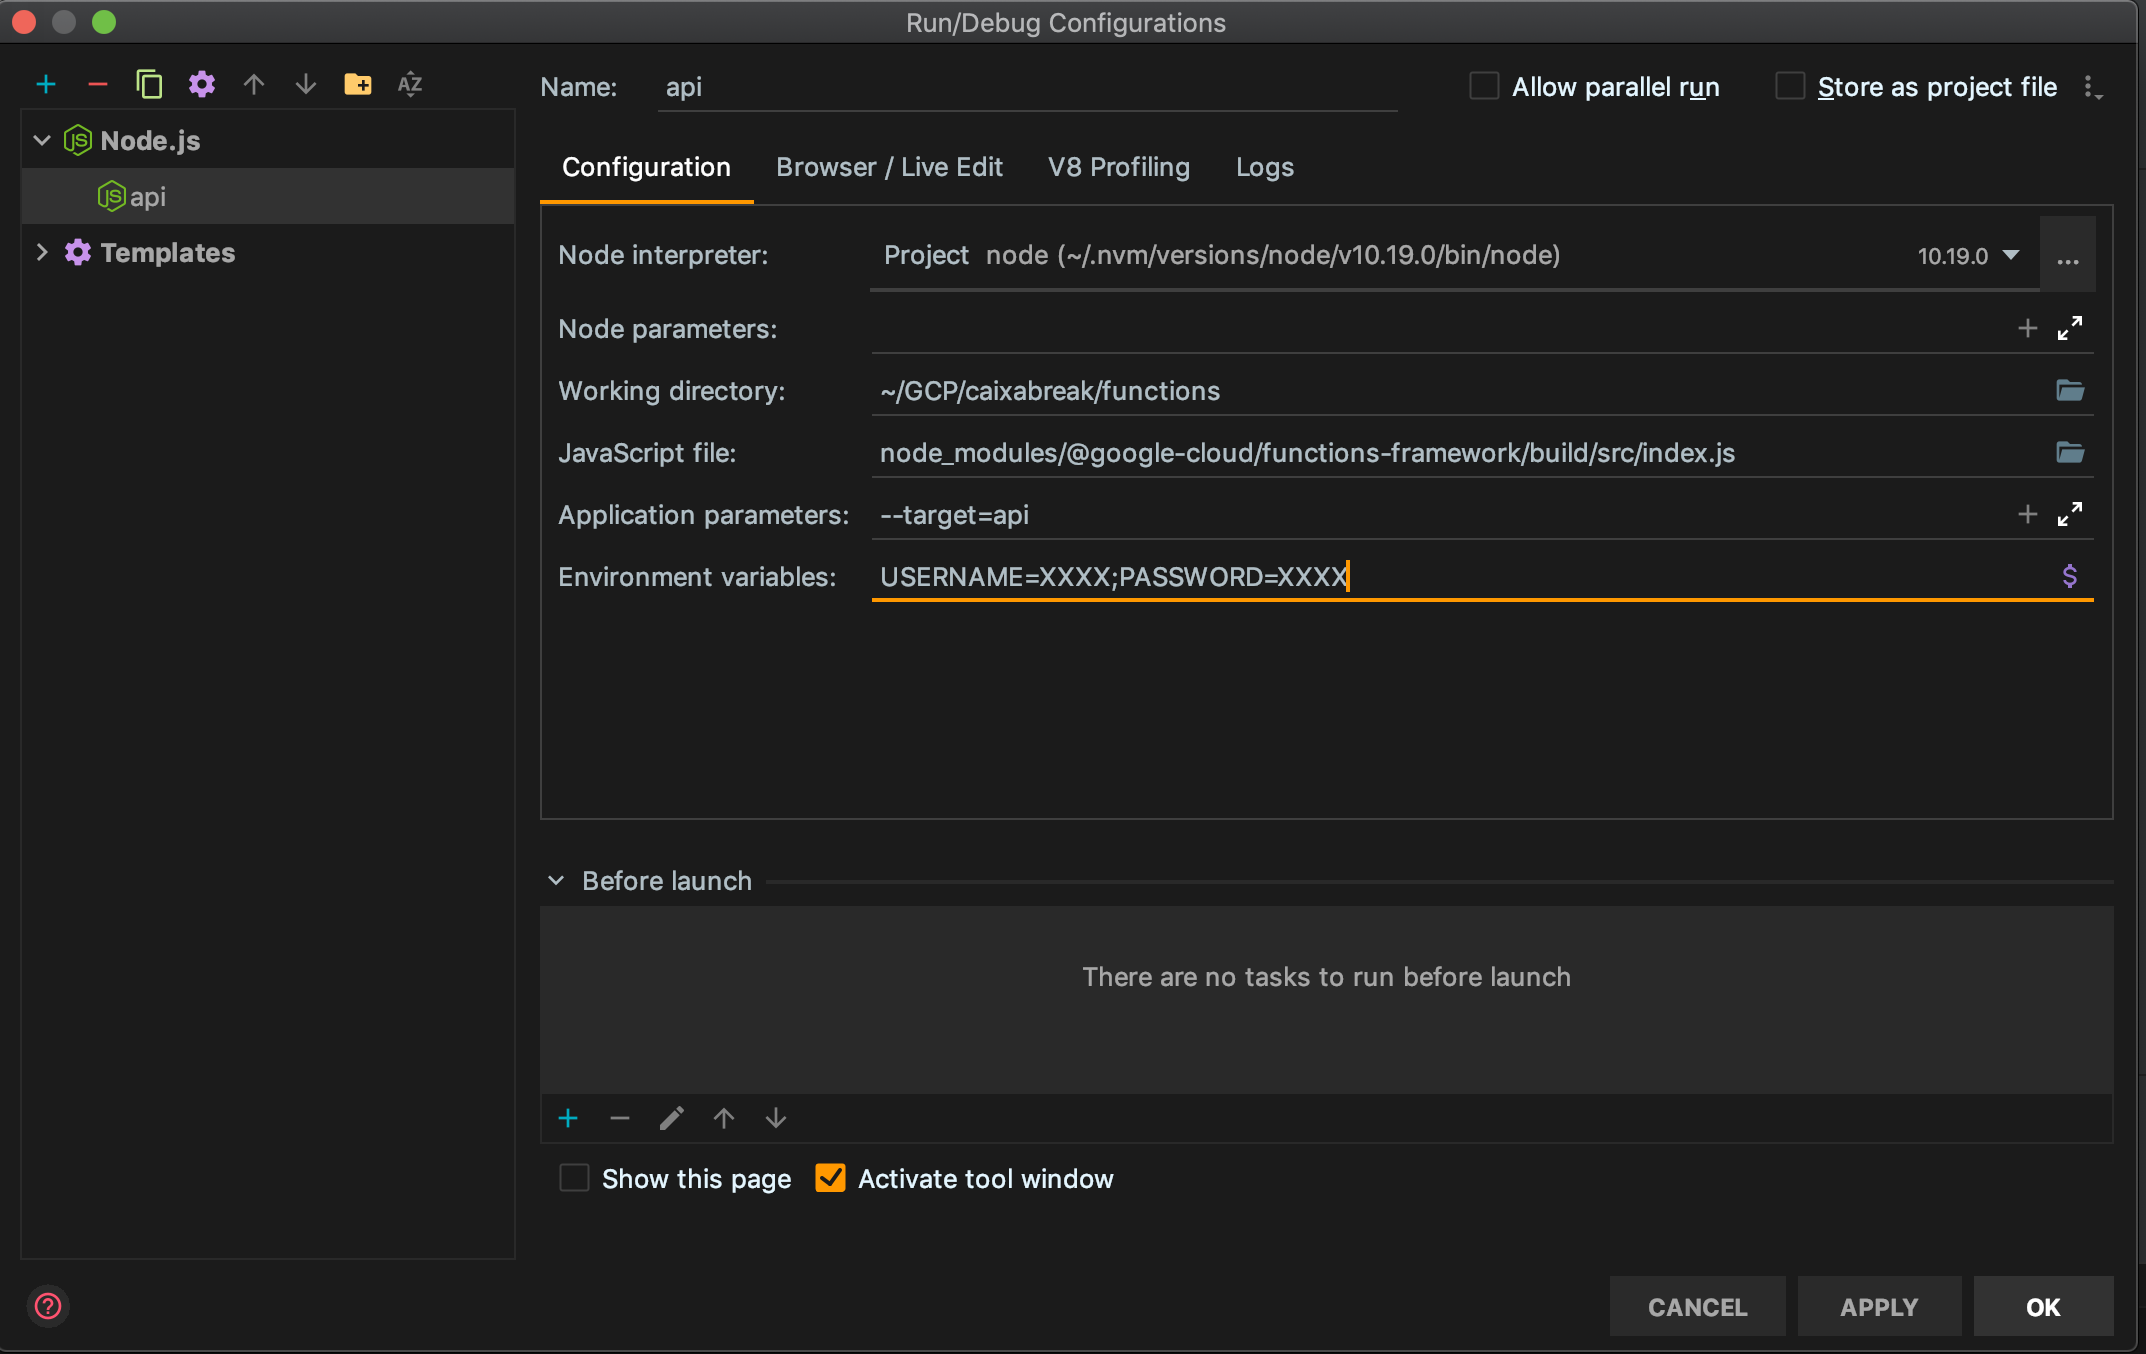 Run/Debug Configurations
Name: api
Allow parallel run
Store as project file
Node.js
api
Templates
Configuration
Browser / Live Edit
V8 Profiling
Logs
Node interpreter: Project node (~/.nvm/versions/node/v10.19.0/bin/node) 10.19.0 ...
Node parameters:
Working directory: ~/GCP/caixabreak/functions
JavaScript file: node_modules/@google-cloud/functions-framework/build/src/index.js
Application parameters: --target=api
Environment variables: USERNAME=XXXX;PASSWORD=XXXX $
Before launch
There are no tasks to run before launch
Show this page
Activate tool window
CANCEL
APPLY
OK